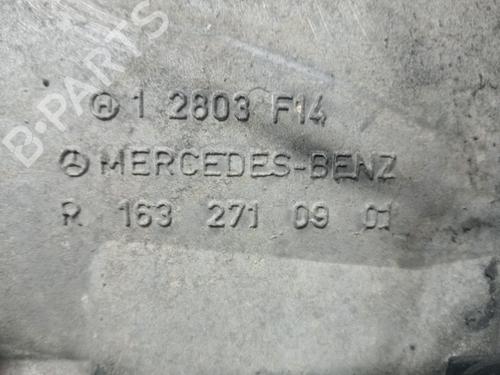 B-PARTS
H 1 2803 F14
MERCEDES-BENZ
R 163 271 09 01